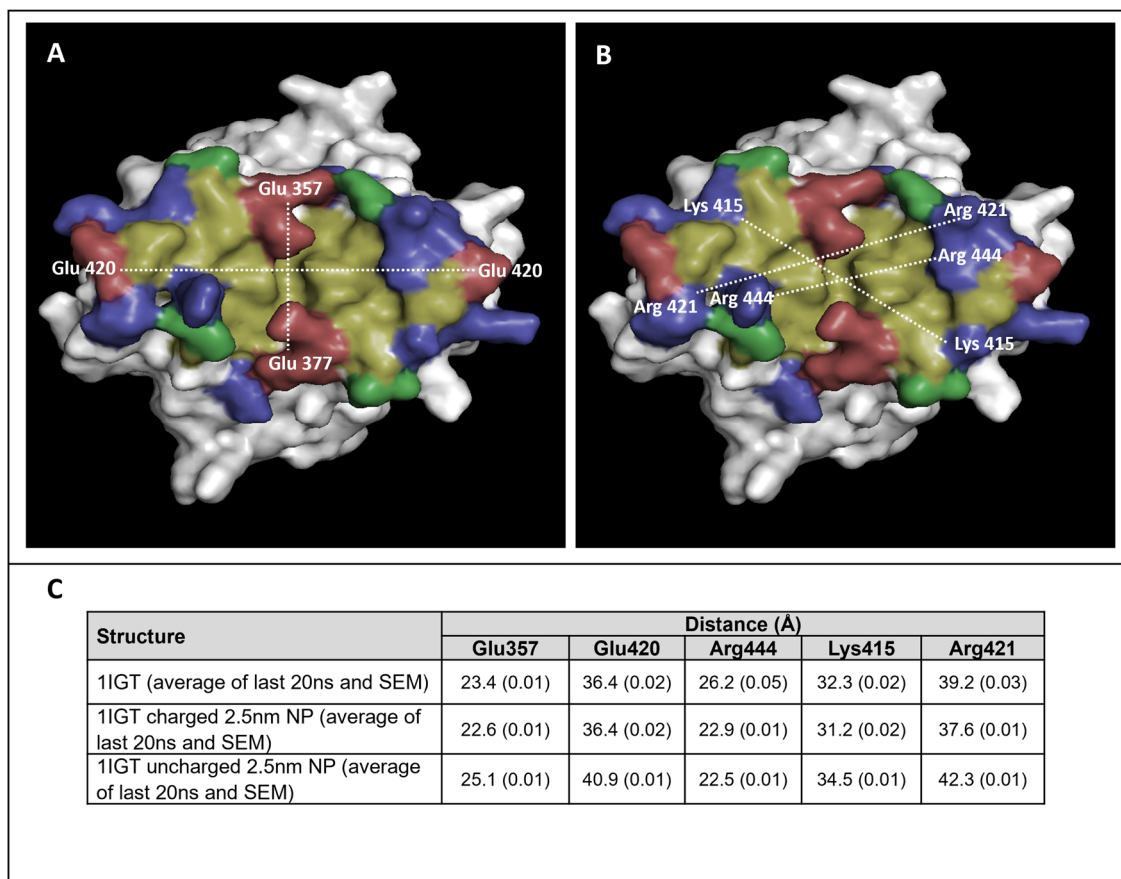 A
Glu 357
Glu 420
Glu 420
Glu 377
B
Lys 415
Arg 421
Arg 444
Arg 421
Arg 444
Lys 415
C
Structure
Distance (Å)
Glu357 Glu420 Arg444 Lys415 Arg421
1IGT (average of last 20ns and SEM) 23.4 (0.01) 36.4 (0.02) 26.2 (0.05) 32.3 (0.02) 39.2 (0.03)
1IGT charged 2.5nm NP (average of
last 20ns and SEM) 22.6 (0.01) 36.4 (0.02) 22.9 (0.01) 31.2 (0.02) 37.6 (0.01)
1IGT uncharged 2.5nm NP (average
of last 20ns and SEM) 25.1 (0.01) 40.9 (0.01) 22.5 (0.01) 34.5 (0.01) 42.3 (0.01)